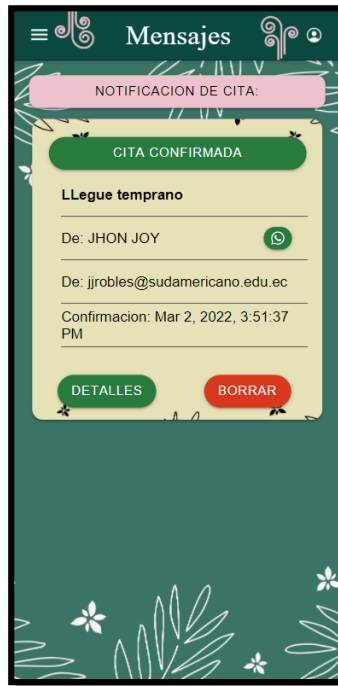 Mensajes
NOTIFICACION DE CITA:
CITA CONFIRMADA
LLegue temprano
De: JHON JOY
De: jjrobles@sudamericano.edu.ec
Confirmacion: Mar 2, 2022, 3:51:37
PM
DETALLES
BORRAR